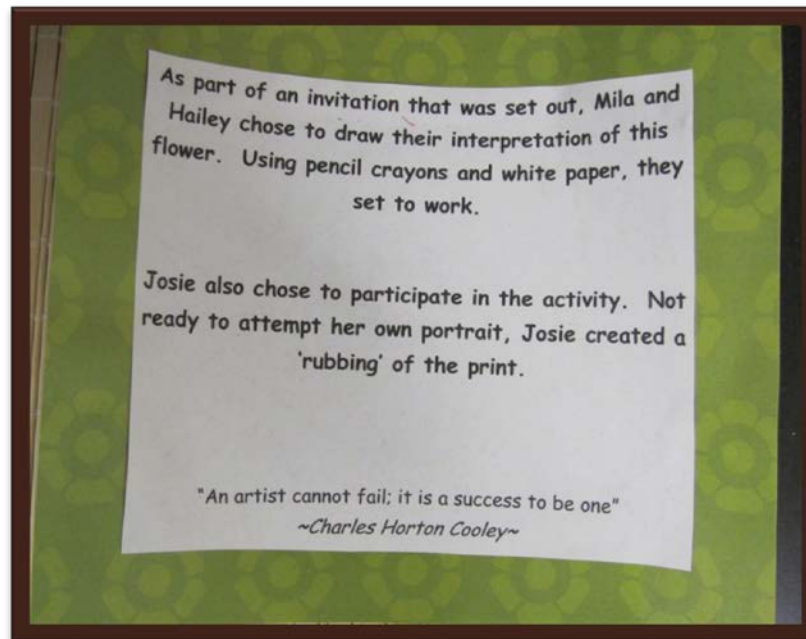 As part of an invitation that was set out, Mila and
Hailey chose to draw their interpretation of this
flower. Using pencil crayons and white paper, they
set to work.
Josie also chose to participate in the activity. Not
ready to attempt her own portrait, Josie created a
'rubbing' of the print.
"An artist cannot fail; it is a success to be one"
~Charles Horton Cooley~